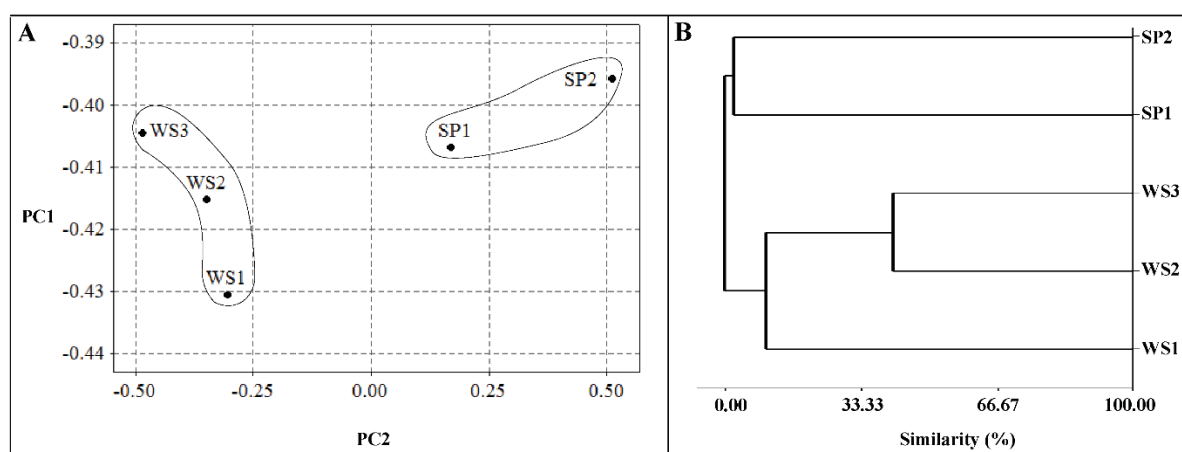 A
-0.39
-0.40
-0.41
-0.42
-0.43
-0.44
PC1
SP2
SP1
WS3
WS2
WS1
-0.50 -0.25 0.00 0.25 0.50
PC2
B
SP2
SP1
WS3
WS2
WS1
0.00 33.33 66.67 100.00
Similarity (%)